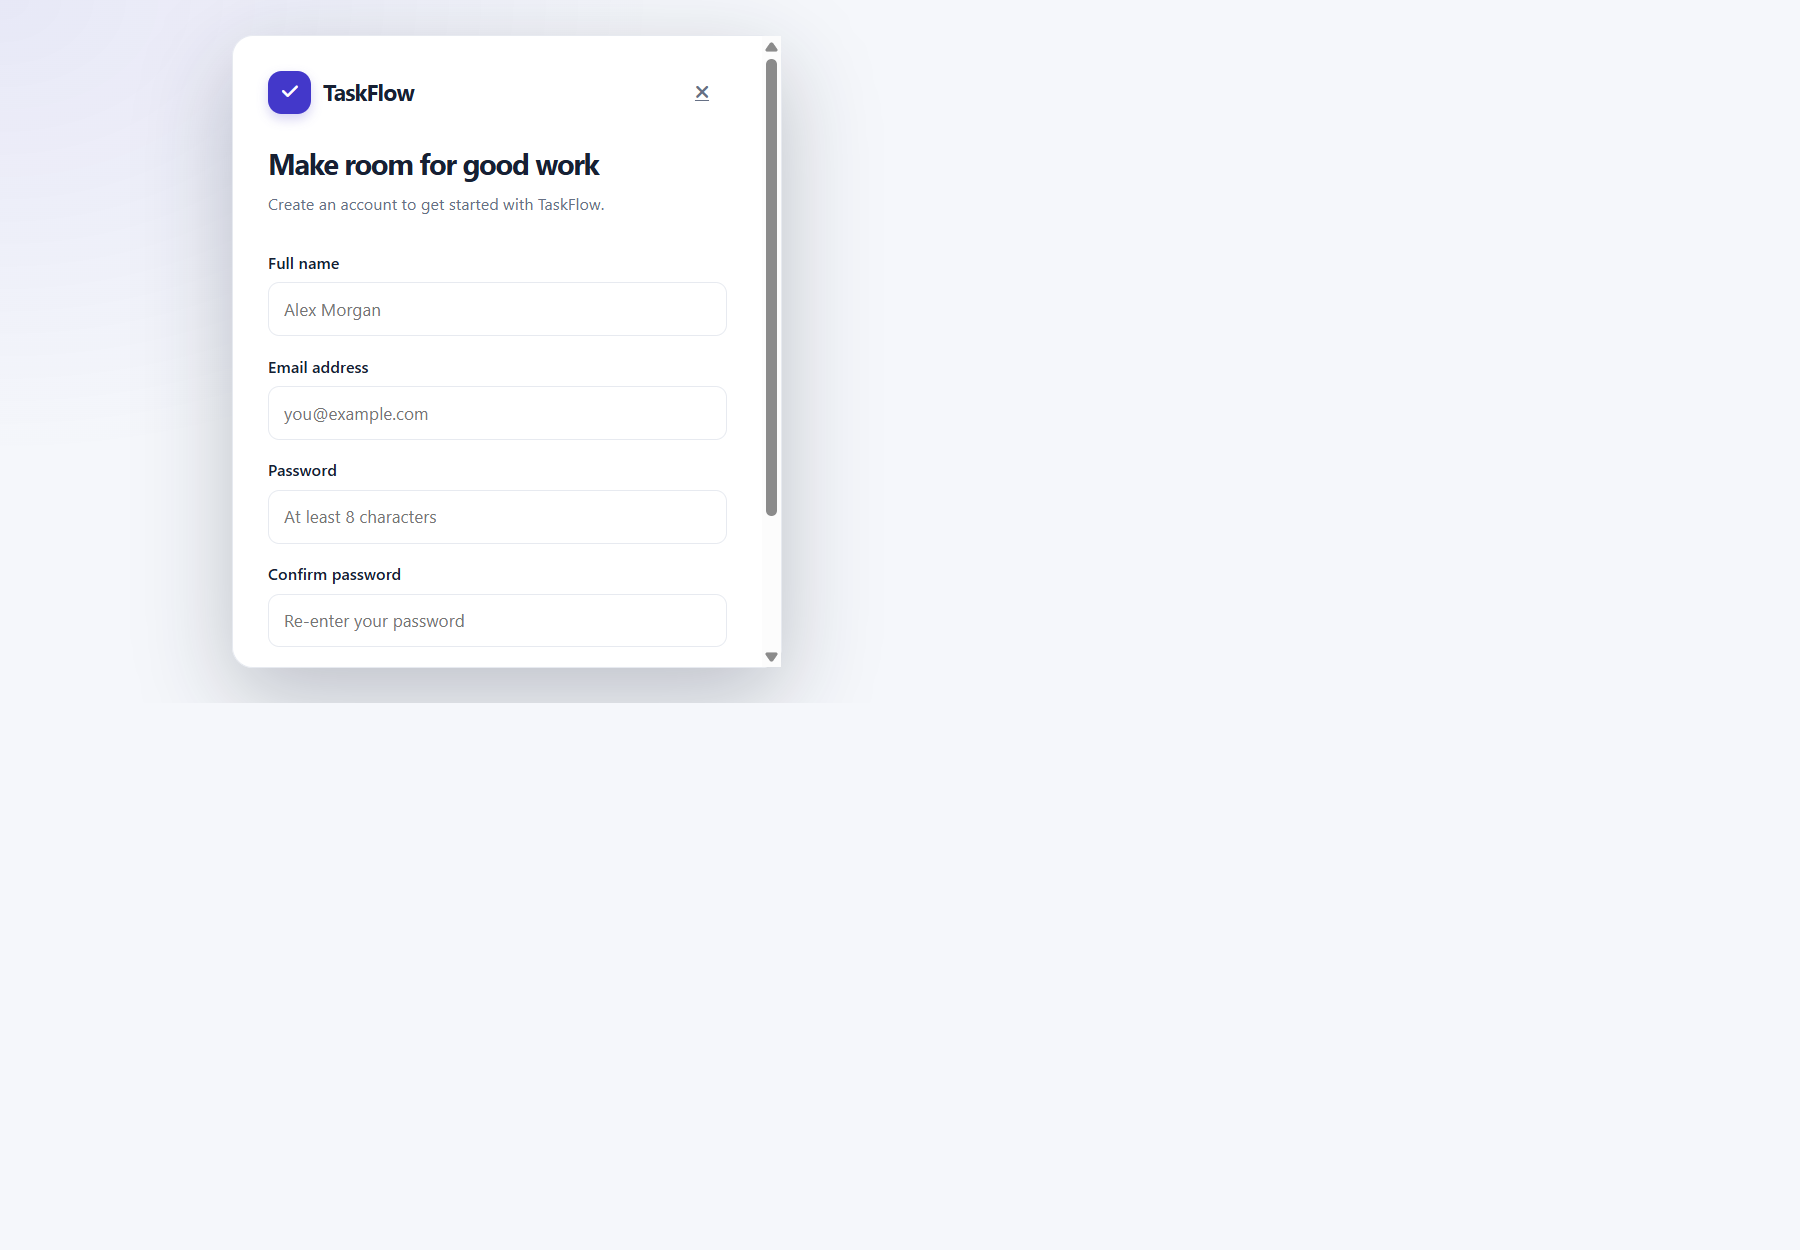 TaskFlow
Make room for good work
Create an account to get started with TaskFlow.
Full name
Alex Morgan
Email address
you@example.com
Password
At least 8 characters
Confirm password
Re-enter your password